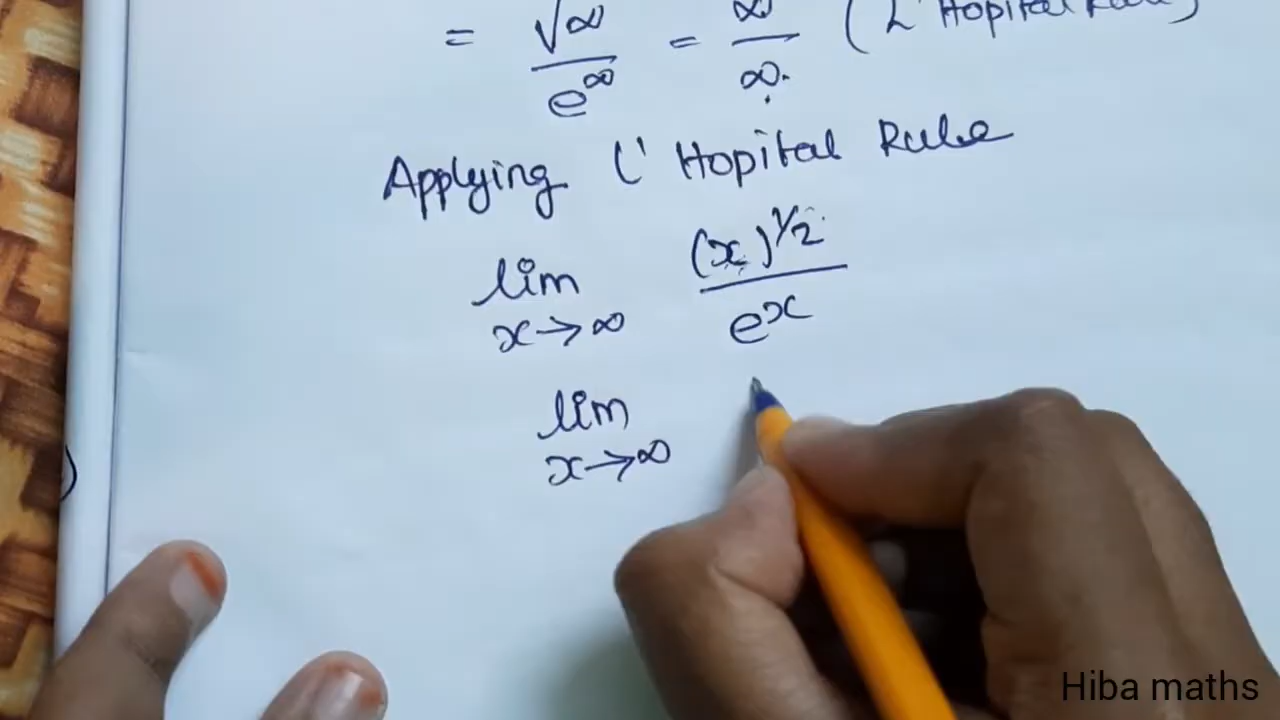 = √∞ / e^∞ = ∞ / ∞. (L' Hopital Rule)
Applying L' Hopital Rule
lim x→∞ (x)^1/2 / e^x
lim x→∞
Hiba maths